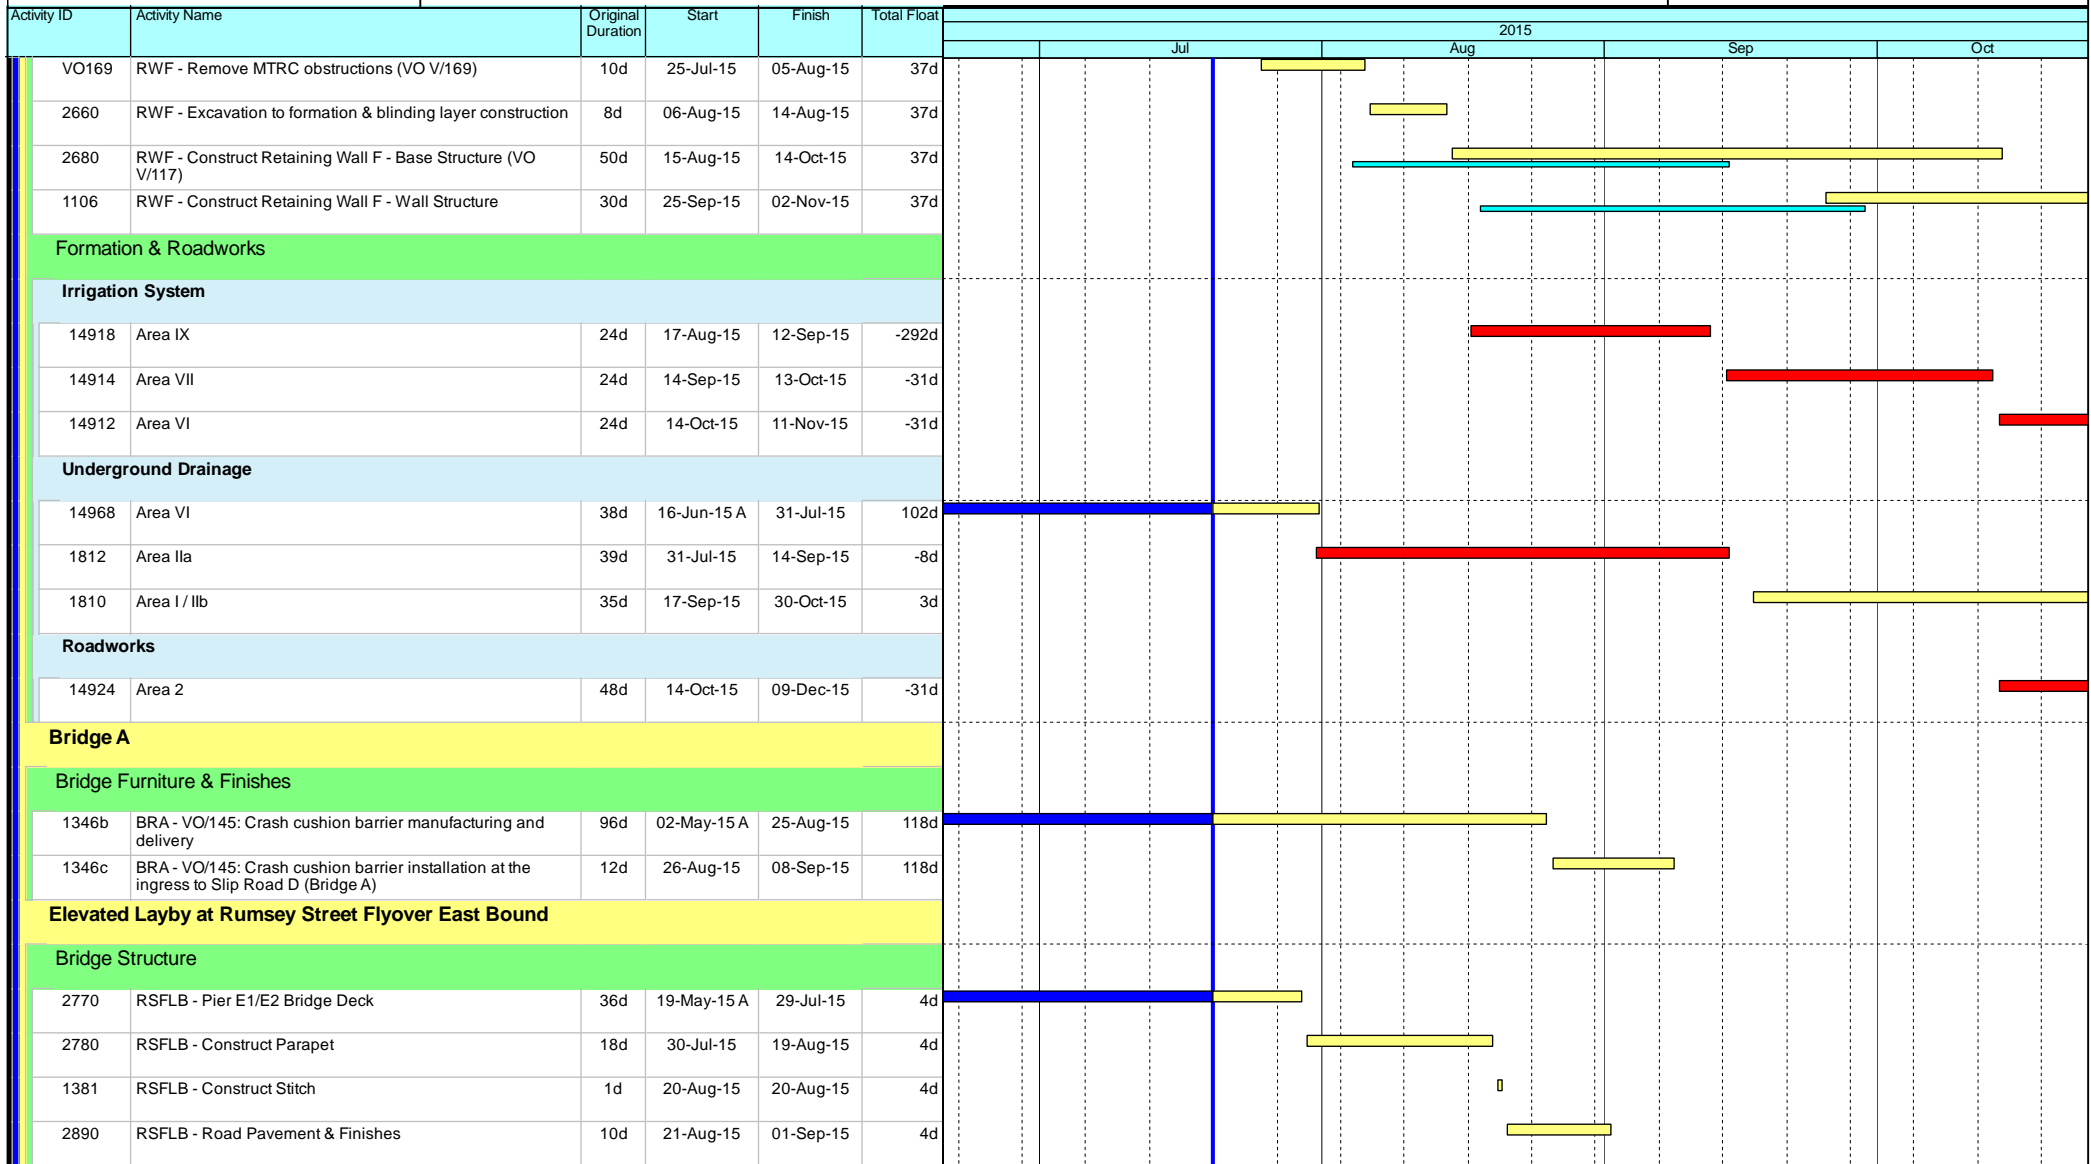 Activity ID Activity Name Original Duration Start Finish Total Float
2015
Jul Aug Sep Oct
VO169 RWF - Remove MTRC obstructions (VO V/169) 10d 25-Jul-15 05-Aug-15 37d
2660 RWF - Excavation to formation & blinding layer construction 8d 06-Aug-15 14-Aug-15 37d
2680 RWF - Construct Retaining Wall F - Base Structure (VO 50d 15-Aug-15 14-Oct-15 37d
V/117)
1106 RWF - Construct Retaining Wall F - Wall Structure 30d 25-Sep-15 02-Nov-15 37d
Formation & Roadworks
Irrigation System
14918 Area IX 24d 17-Aug-15 12-Sep-15 -292d
14914 Area VII 24d 14-Sep-15 13-Oct-15 -31d
14912 Area VI 24d 14-Oct-15 11-Nov-15 -31d
Underground Drainage
14968 Area VI 38d 16-Jun-15 A 31-Jul-15 102d
1812 Area IIa 39d 31-Jul-15 14-Sep-15 -8d
1810 Area I / IIb 35d 17-Sep-15 30-Oct-15 3d
Roadworks
14924 Area 2 48d 14-Oct-15 09-Dec-15 -31d
Bridge A
Bridge Furniture & Finishes
1346b BRA - VO/145: Crash cushion barrier manufacturing and 96d 02-May-15 A 25-Aug-15 118d
delivery
1346c BRA - VO/145: Crash cushion barrier installation at the 12d 26-Aug-15 08-Sep-15 118d
ingress to Slip Road D (Bridge A)
Elevated Layby at Rumsey Street Flyover East Bound
Bridge Structure
2770 RSFLB - Pier E1/E2 Bridge Deck 36d 19-May-15 A 29-Jul-15 4d
2780 RSFLB - Construct Parapet 18d 30-Jul-15 19-Aug-15 4d
1381 RSFLB - Construct Stitch 1d 20-Aug-15 20-Aug-15 4d
2890 RSFLB - Road Pavement & Finishes 10d 21-Aug-15 01-Sep-15 4d